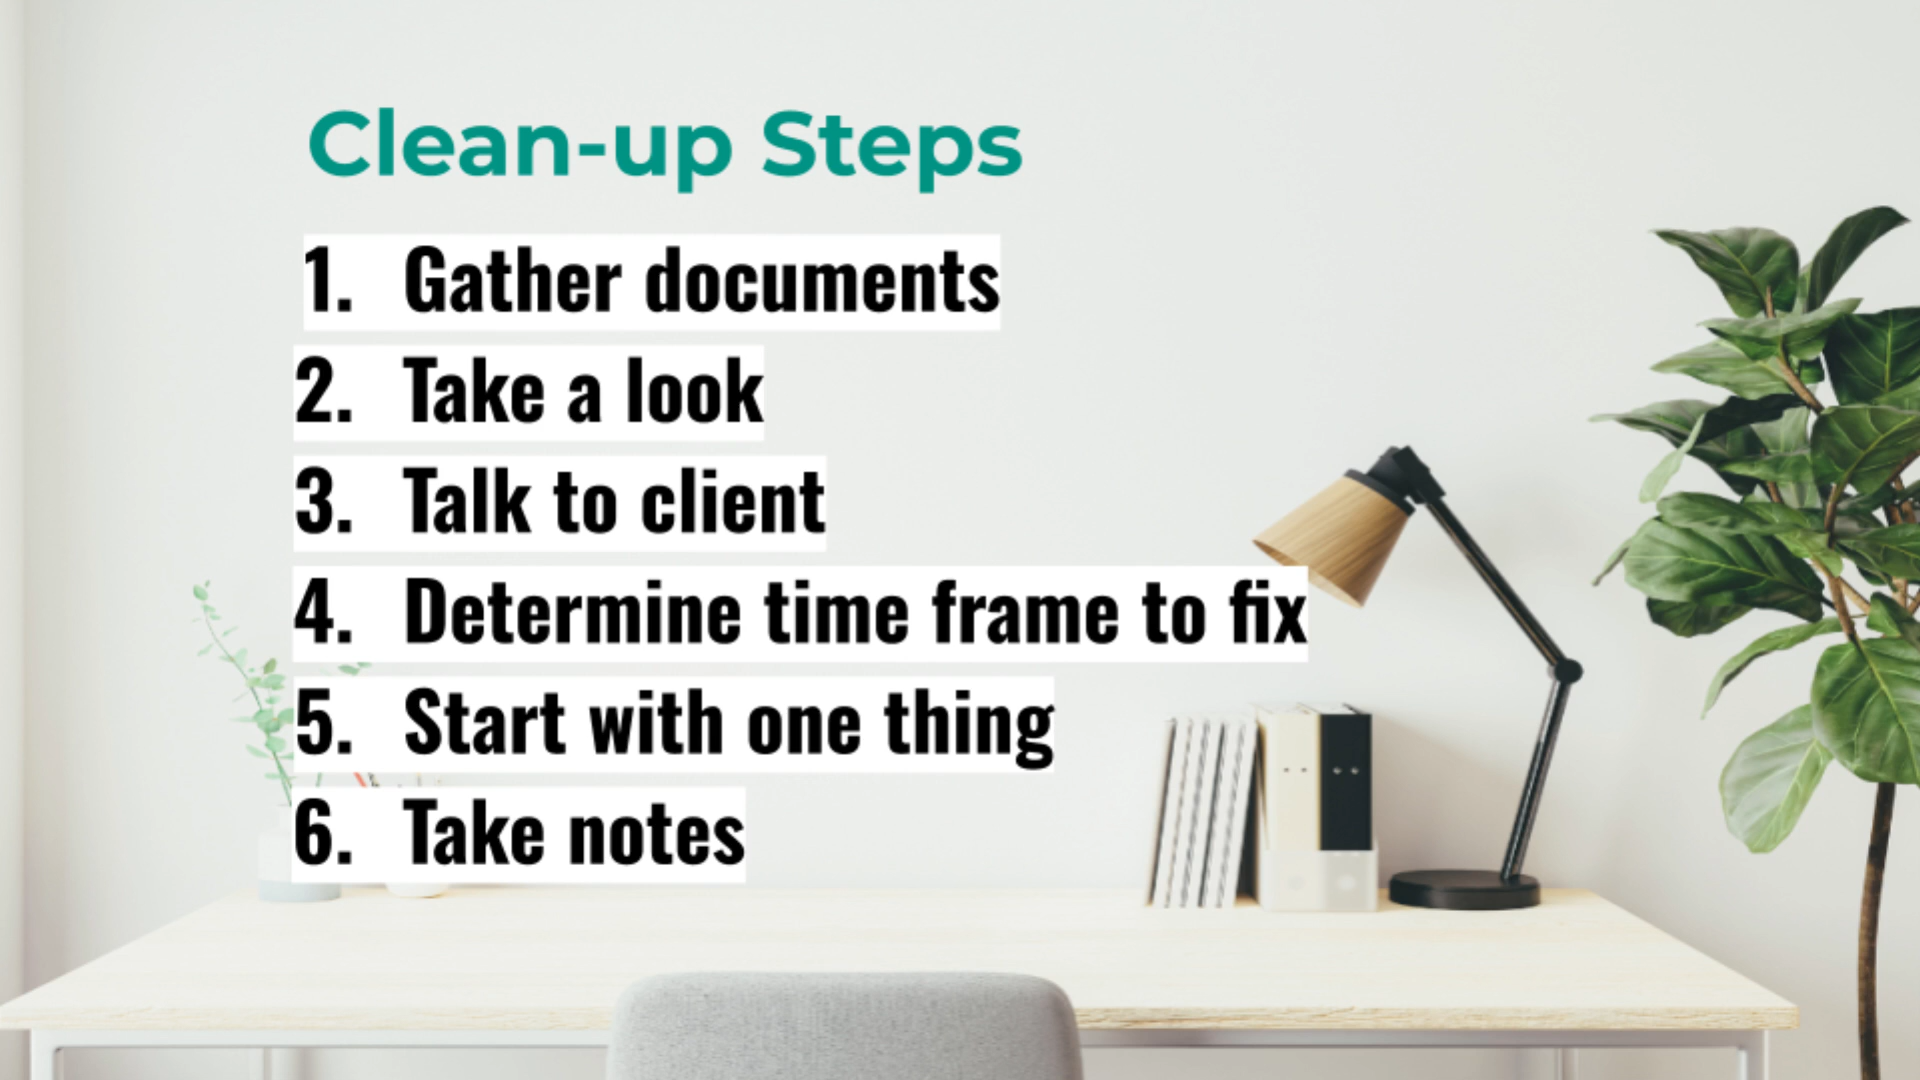 Clean-up Steps
1. Gather documents
2. Take a look
3. Talk to client
4. Determine time frame to fix
5. Start with one thing
6. Take notes